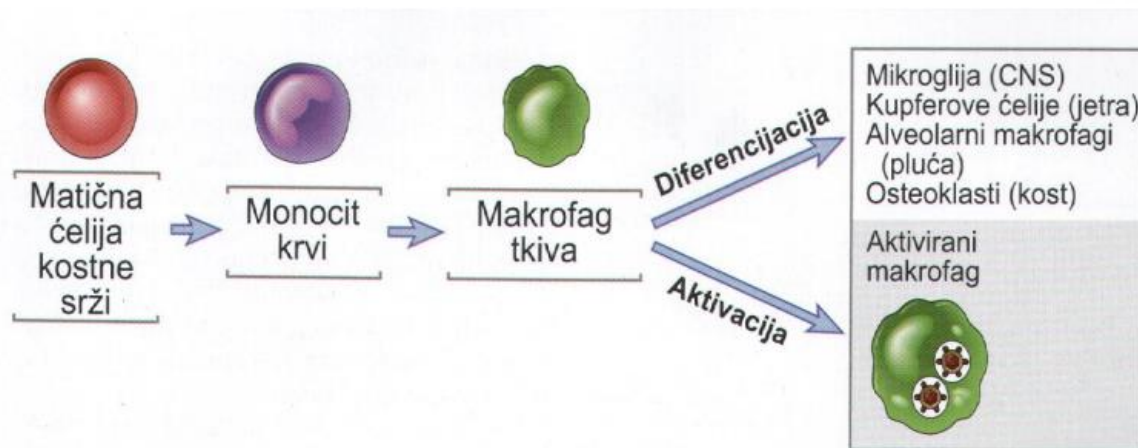 Matična
ćelija
kostne
srži
Monocit
krvi
Makrofag
tkiva
Diferencijacija
Aktivacija
Mikroglija (CNS)
Kupferove ćelije (jetra)
Alveolarni makrofagi
(pluća)
Osteoklasti (kost)
Aktivirani
makrofag